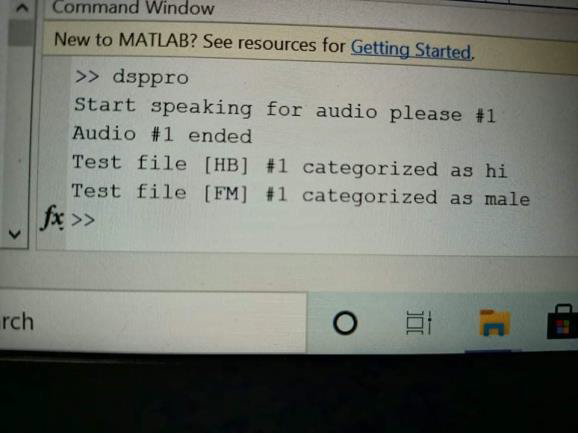 Command Window
New to MATLAB? See resources for Getting Started.
>> dsppro
Start speaking for audio please #1
Audio #1 ended
Test file [HB] #1 categorized as hi
Test file [FM] #1 categorized as male
fx >>
rch